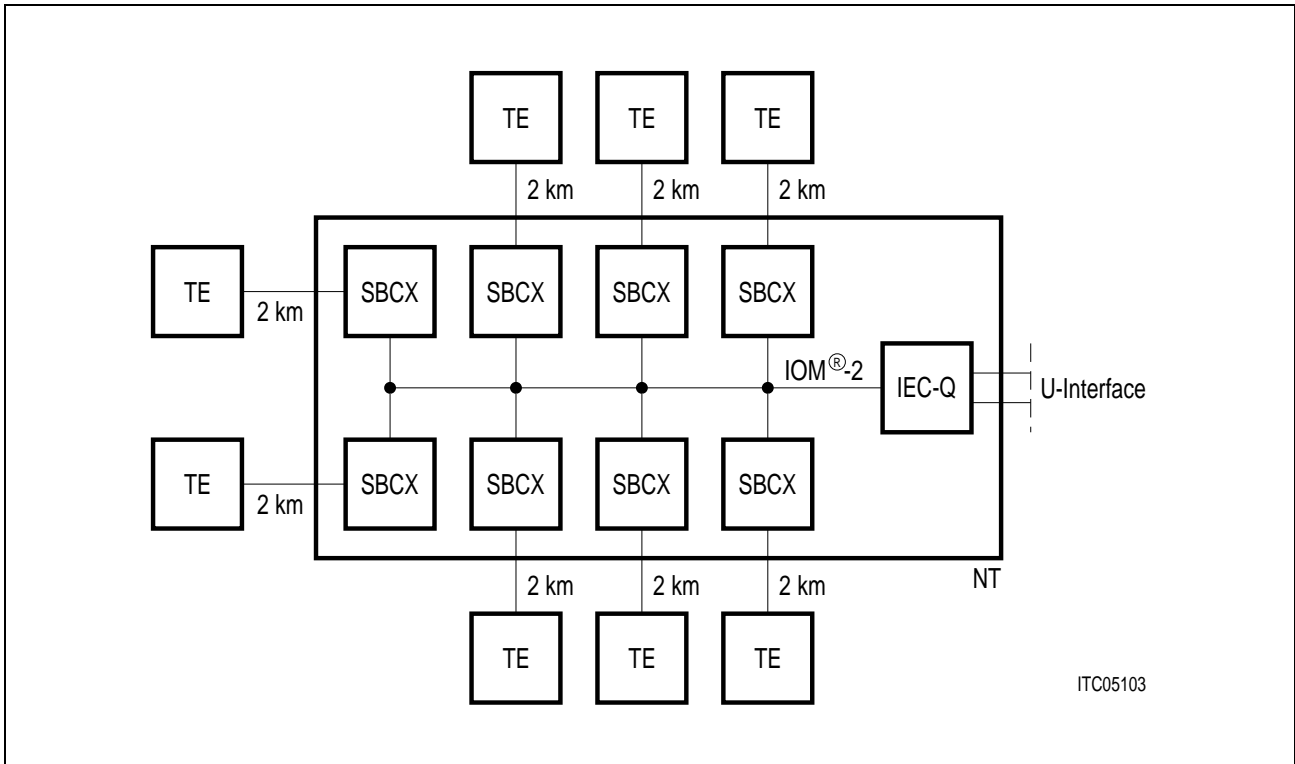 TE TE TE
2 km 2 km 2 km
TE SBCX SBCX SBCX SBCX
2 km
IOM®-2 IEC-Q U-Interface
TE SBCX SBCX SBCX SBCX
2 km
2 km 2 km 2 km NT
TE TE TE
ITC05103